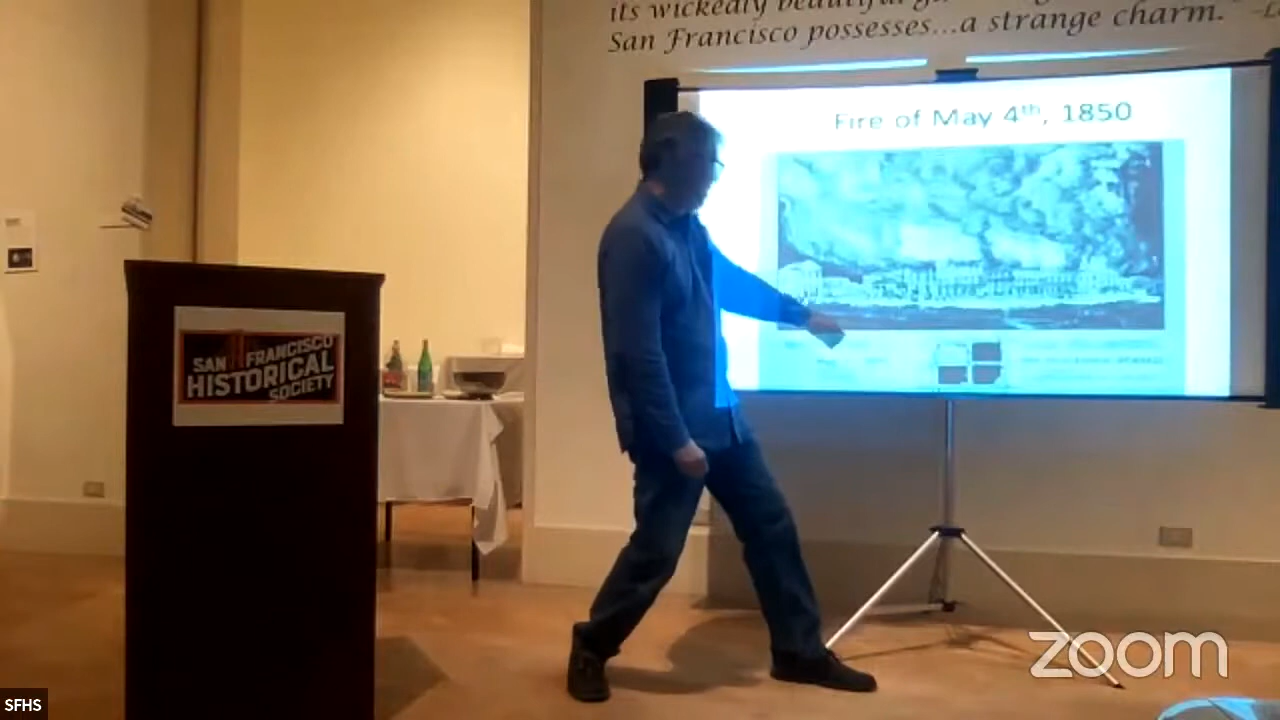 its wickedly beautiful
San Francisco possesses...a strange charm.
Fire of May 4th, 1850
SAN FRANCISCO
HISTORICAL
SOCIETY
zoom
SFHS